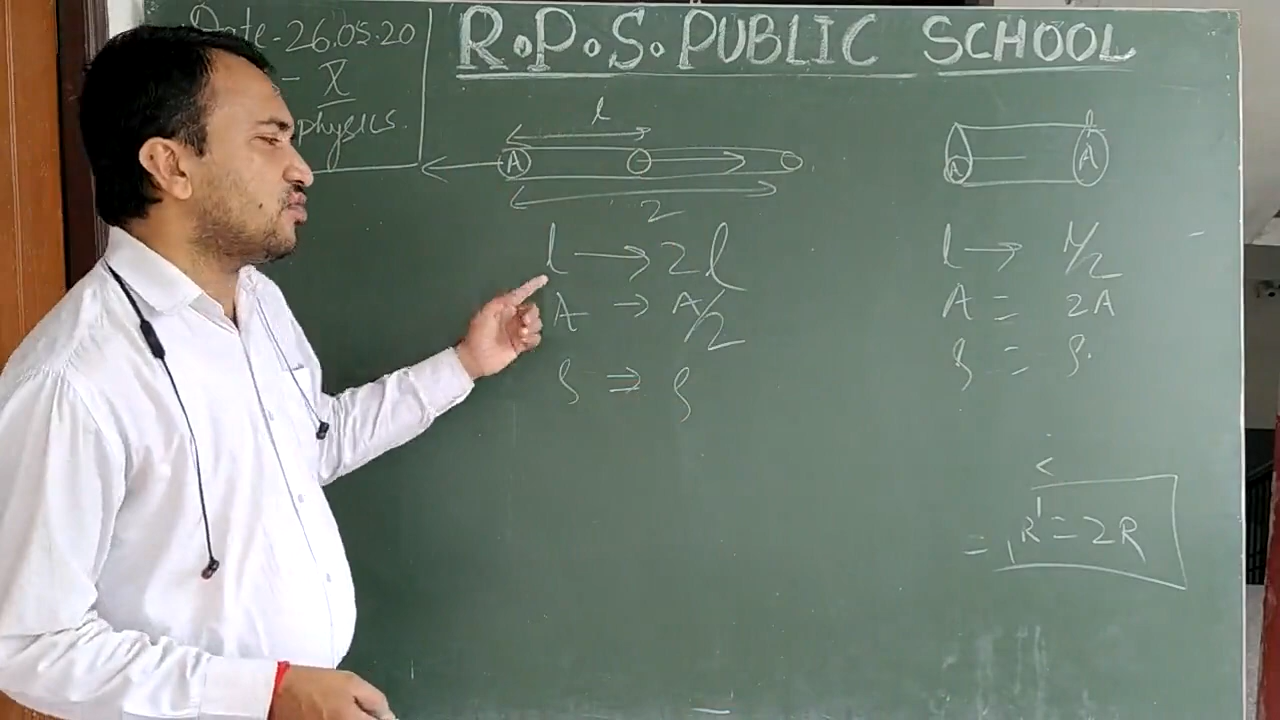 Date-26.05.20
- X
physics.
R.P.S. PUBLIC SCHOOL
l
A
2
l → 2l
A → A/2
ρ ⇒ ρ
A A
l → l/2
A = 2A
ρ = ρ.
= R' = 2R